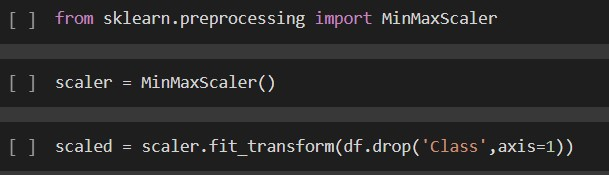 [ ] from sklearn.preprocessing import MinMaxScaler
[ ] scaler = MinMaxScaler()
[ ] scaled = scaler.fit_transform(df.drop('Class',axis=1))